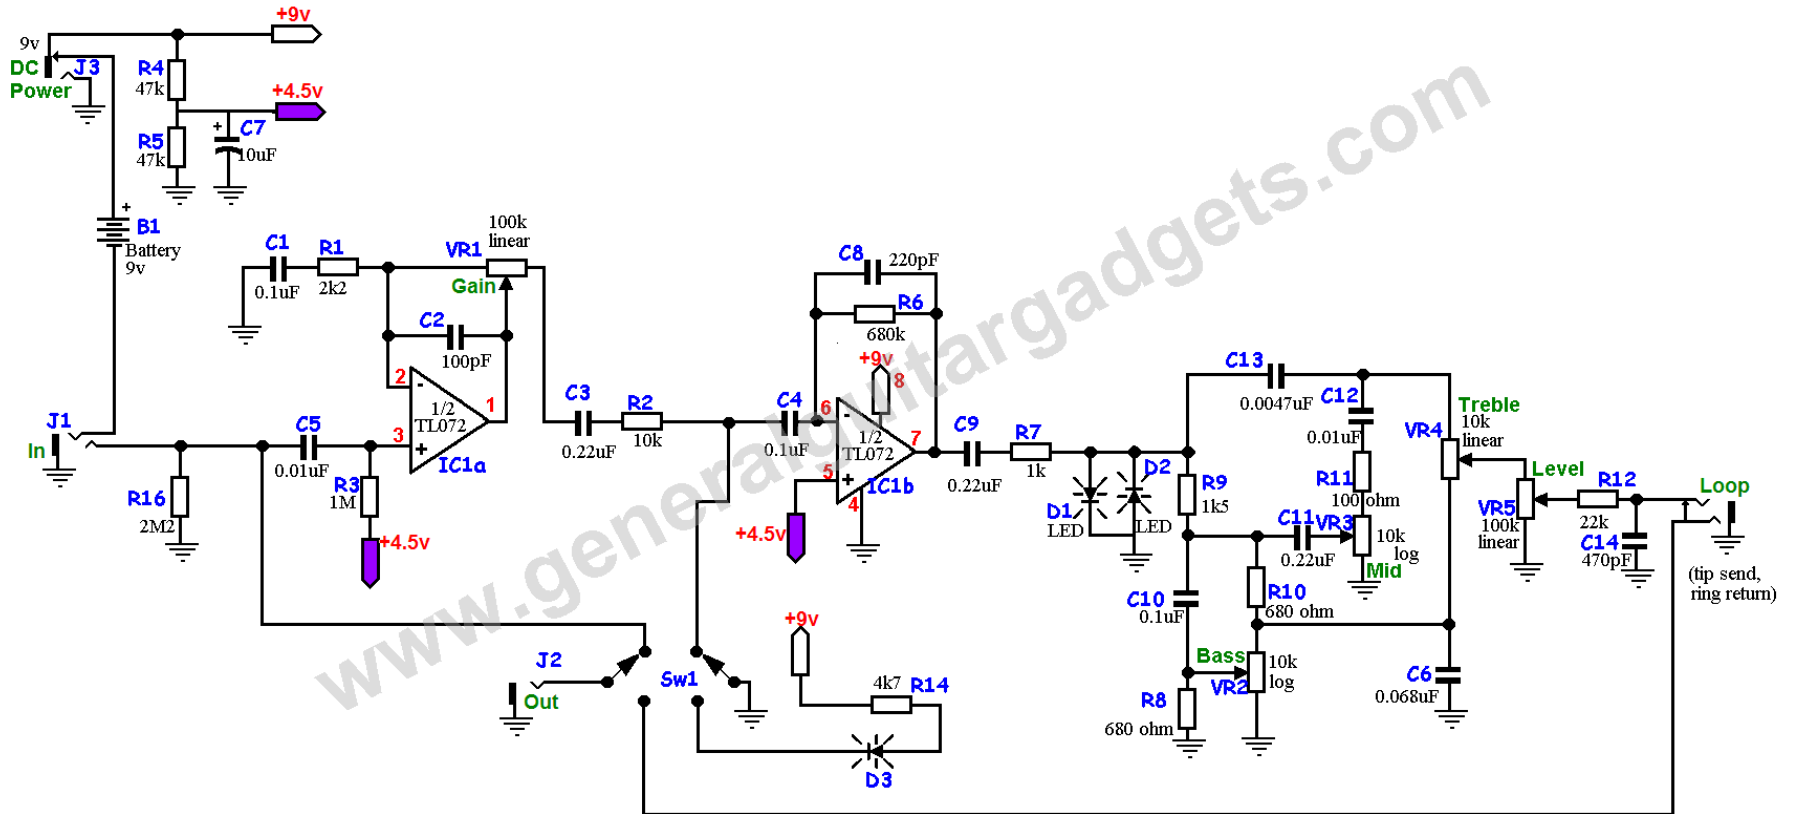 +9v
9v
DC
Power
J3
R4
47k
+4.5v
R5
47k
+
C7
10uF
+
B1
Battery
9v
C1
0.1uF
R1
2k2
VR1
100k
linear
Gain
C2
100pF
2
-
1/2
TL072
1
3
+
IC1a
J1
In
C5
0.01uF
R16
2M2
R3
1M
+4.5v
C3
0.22uF
R2
10k
C4
0.1uF
C8
220pF
R6
680k
+9v
8
6
-
1/2
TL072
7
5
+
IC1b
4
+4.5v
C9
0.22uF
R7
1k
D1
LED
D2
LED
R9
1k5
C13
0.0047uF
C12
0.01uF
R11
100 ohm
C11
0.22uF
VR3
10k
log
Mid
R10
680 ohm
C10
0.1uF
Bass
VR2
10k
log
R8
680 ohm
Treble
10k
linear
VR4
C6
0.068uF
Level
VR5
100k
linear
R12
22k
C14
470pF
Loop
(tip send,
ring return)
J2
Out
Sw1
+9v
4k7
R14
D3
www.generalguitargadgets.com